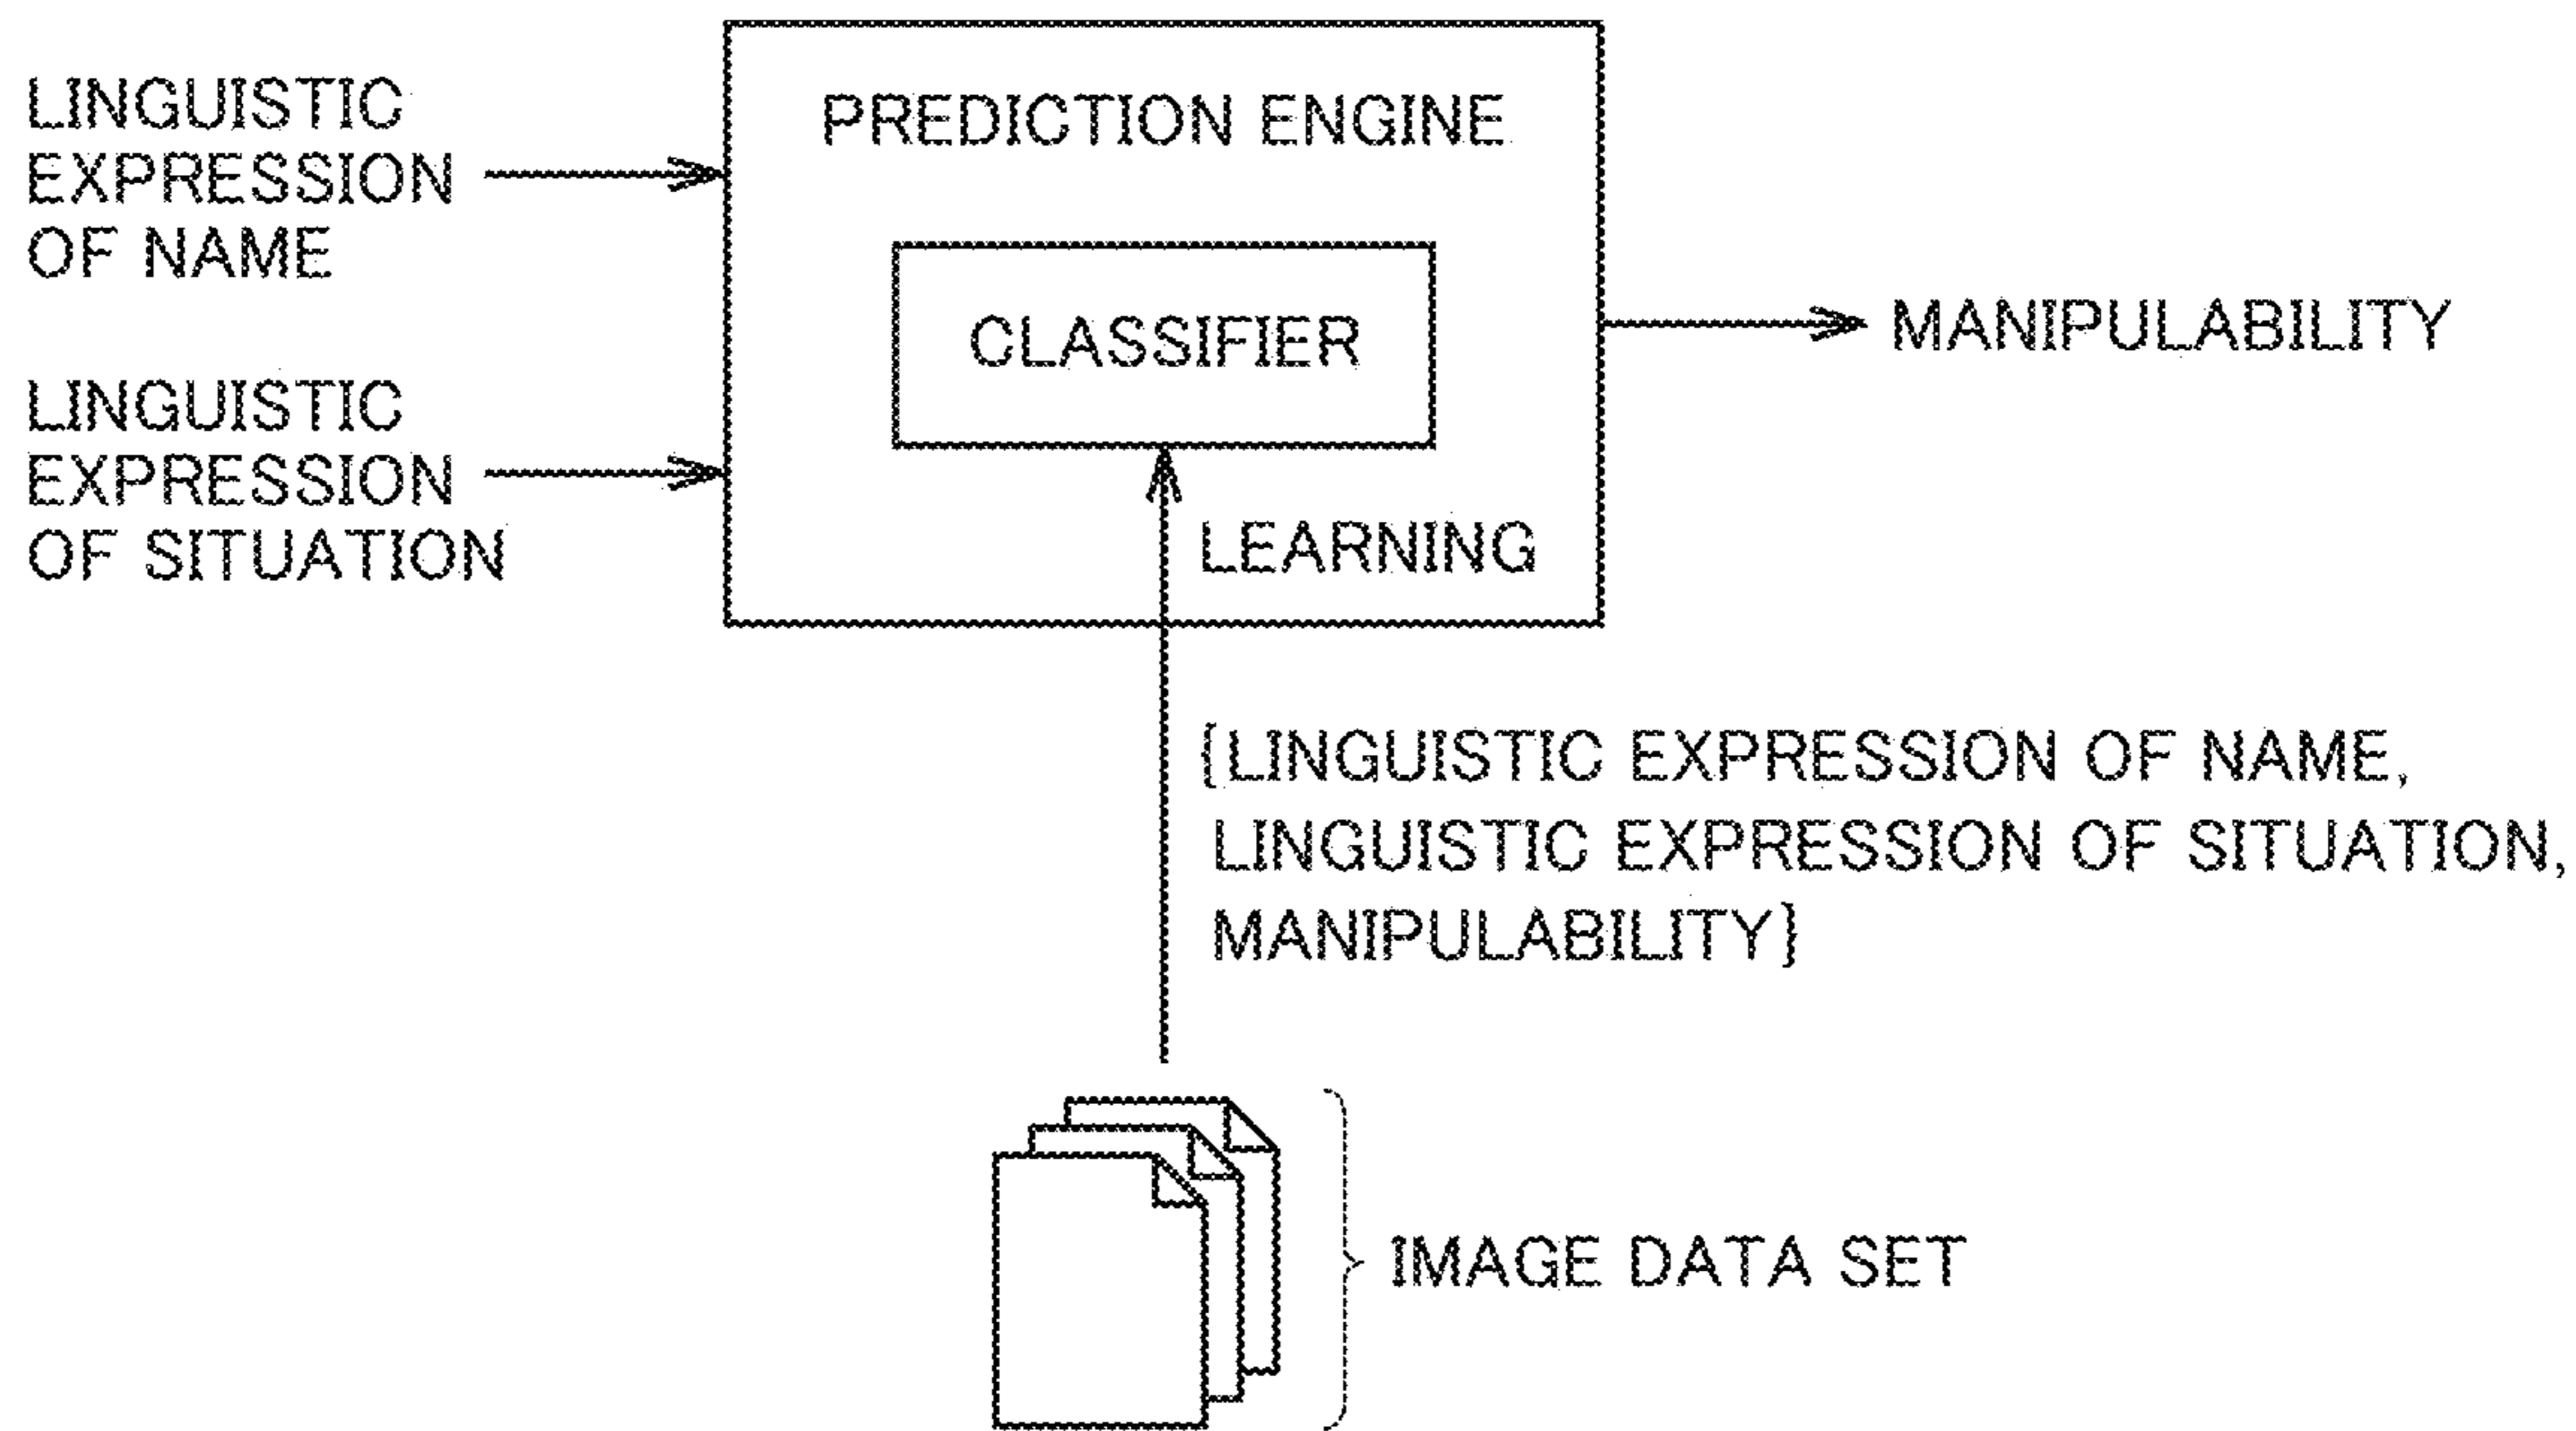 LINGUISTIC
EXPRESSION
OF NAME
LINGUISTIC
EXPRESSION
OF SITUATION
PREDICTION ENGINE
CLASSIFIER
LEARNING
MANIPULABILITY
{LINGUISTIC EXPRESSION OF NAME,
LINGUISTIC EXPRESSION OF SITUATION,
MANIPULABILITY}
IMAGE DATA SET